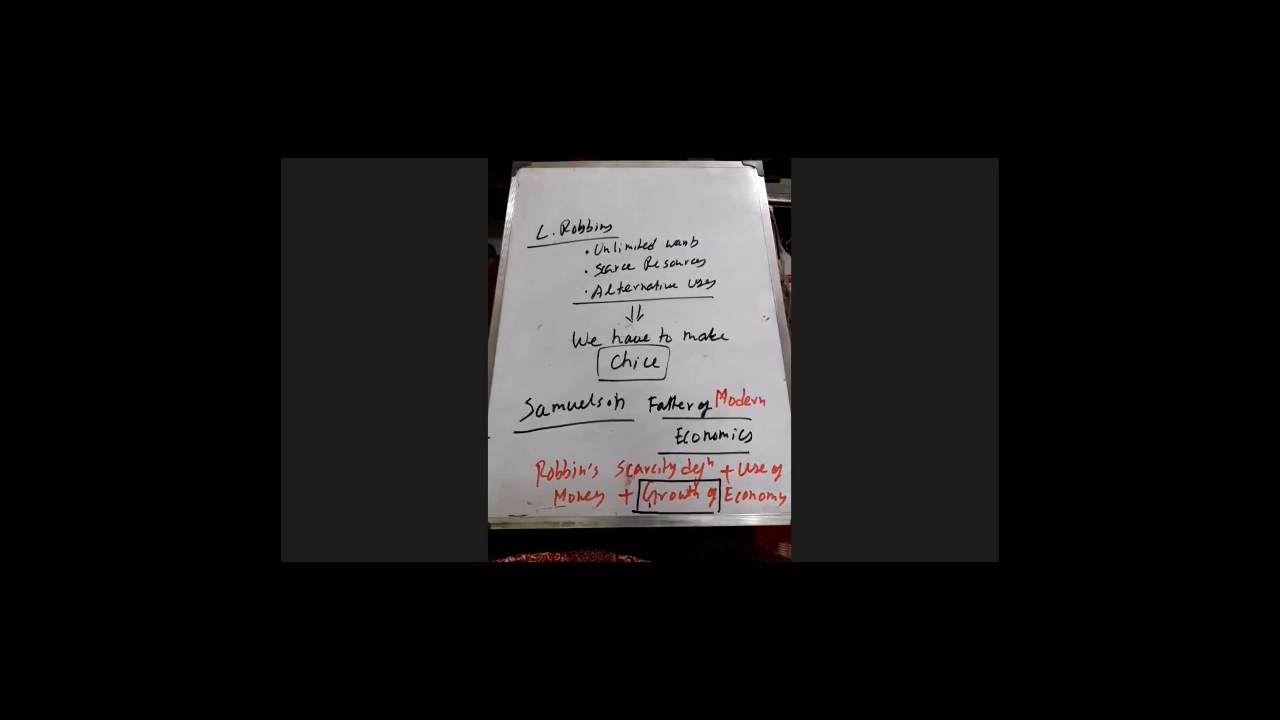 L. Robbins
• Unlimited wants
• Scarce Resources
• Alternative uses
We have to make
Chice
Samuelson Father of Modern
Economics
Robbin's Scarcity defn + Use of
Money + Growth of Economy